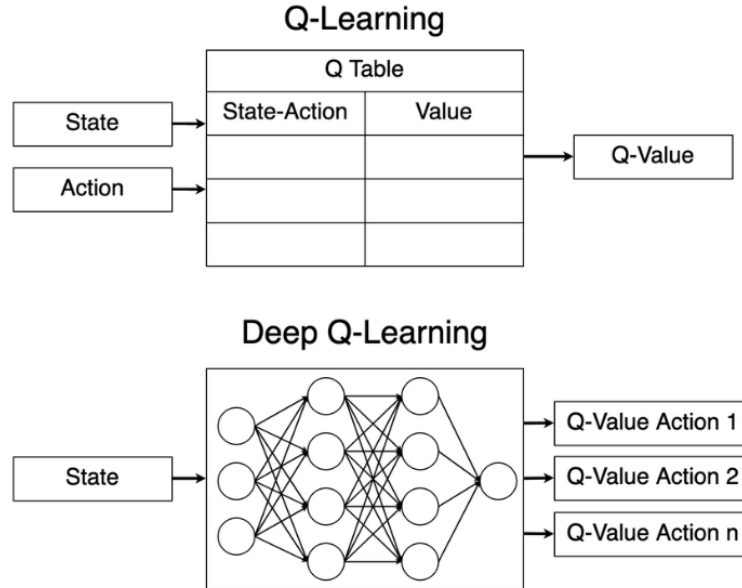 Q-Learning
Q Table
State-Action Value
State
Action
Q-Value
Deep Q-Learning
State
Q-Value Action 1
Q-Value Action 2
Q-Value Action n